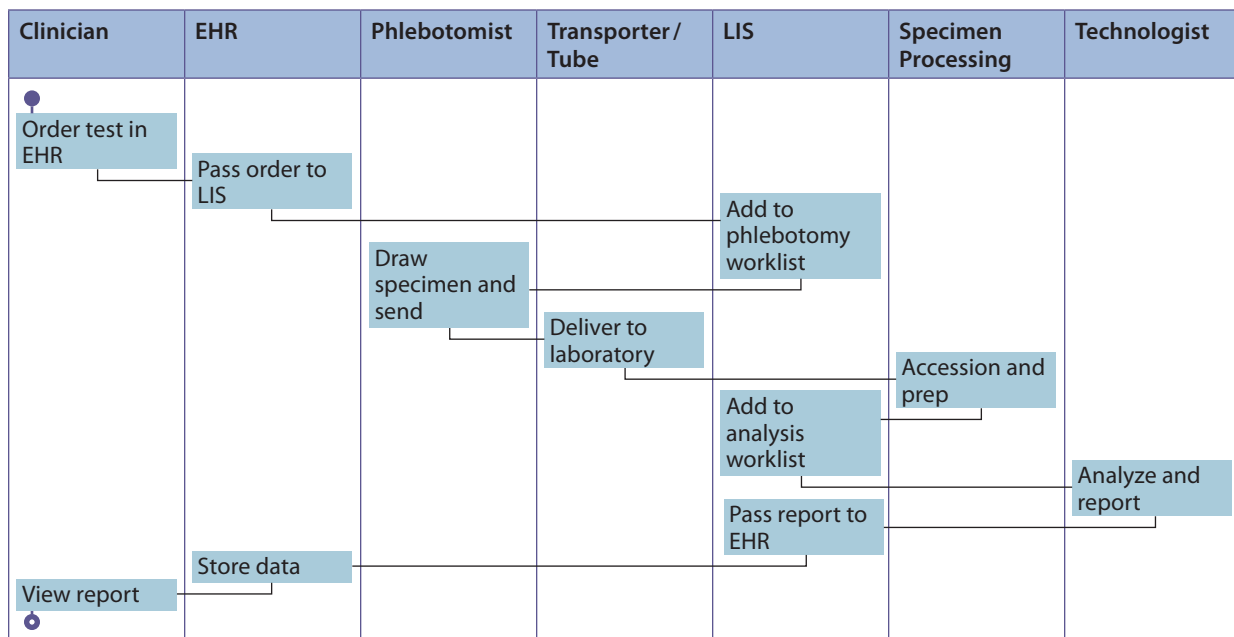 Clinician
EHR
Phlebotomist
Transporter/
Tube
LIS
Specimen
Processing
Technologist
Order test in
EHR
Pass order to
LIS
Add to
phlebotomy
worklist
Draw
specimen and
send
Deliver to
laboratory
Accession and
prep
Add to
analysis
worklist
Analyze and
report
Pass report to
EHR
Store data
View report